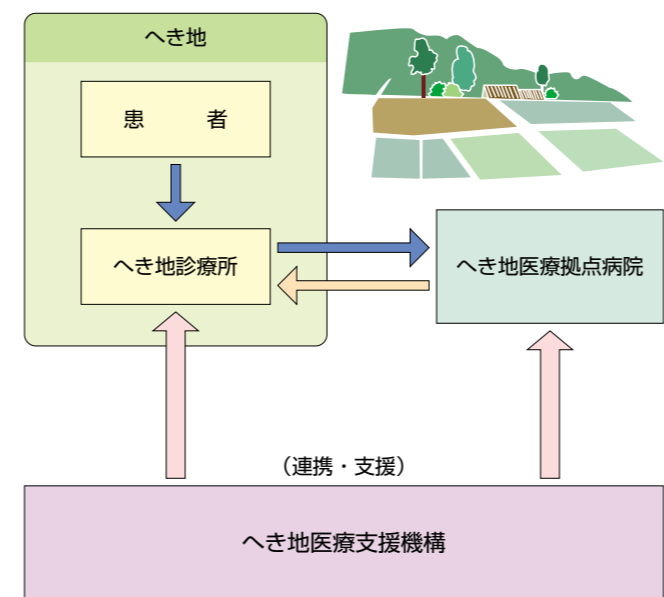 へき地
患者
へき地診療所
へき地医療拠点病院
（連携・支援）
へき地医療支援機構